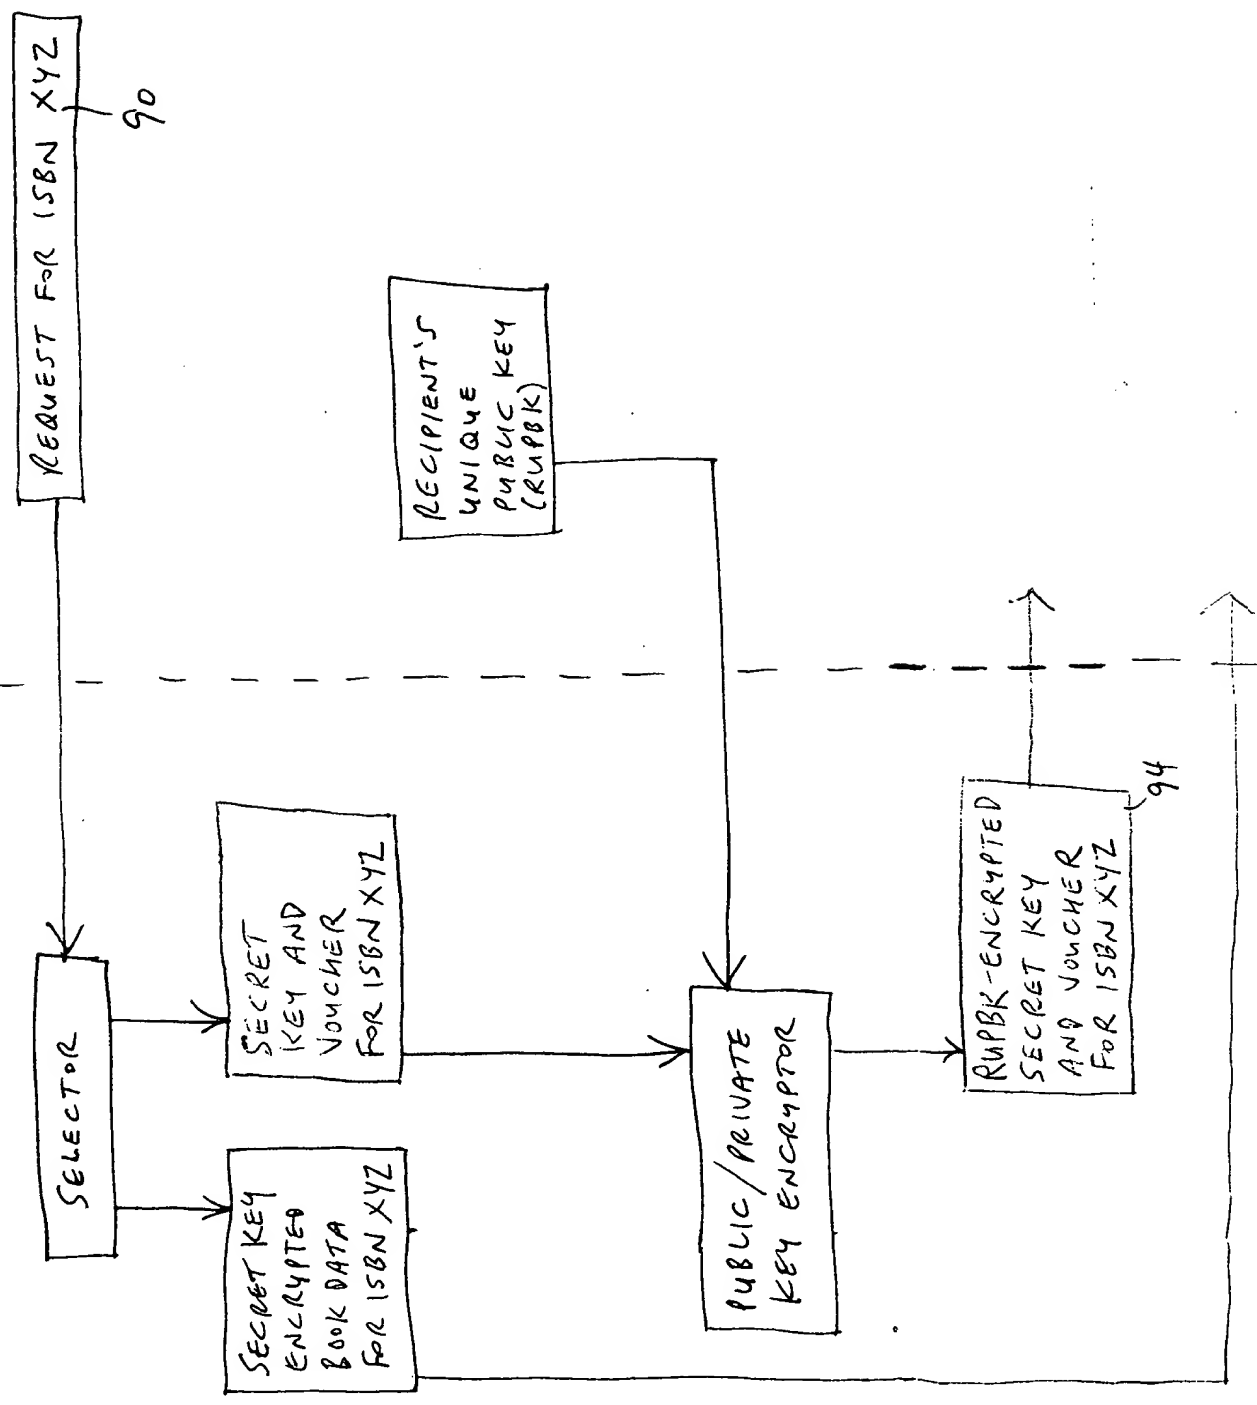 REQUEST FOR ISBN XYZ
90
SELECTOR
SECRET KEY
ENCRYPTED
BOOK DATA
FOR ISBN XYZ
SECRET
KEY AND
VOUCHER
FOR ISBN XYZ
RECIPIENT'S
UNIQUE
PUBLIC KEY
(RUPBK)
PUBLIC/PRIVATE
KEY ENCRYPTOR
RUPBK-ENCRYPTED
SECRET KEY
AND VOUCHER
FOR ISBN XYZ
94